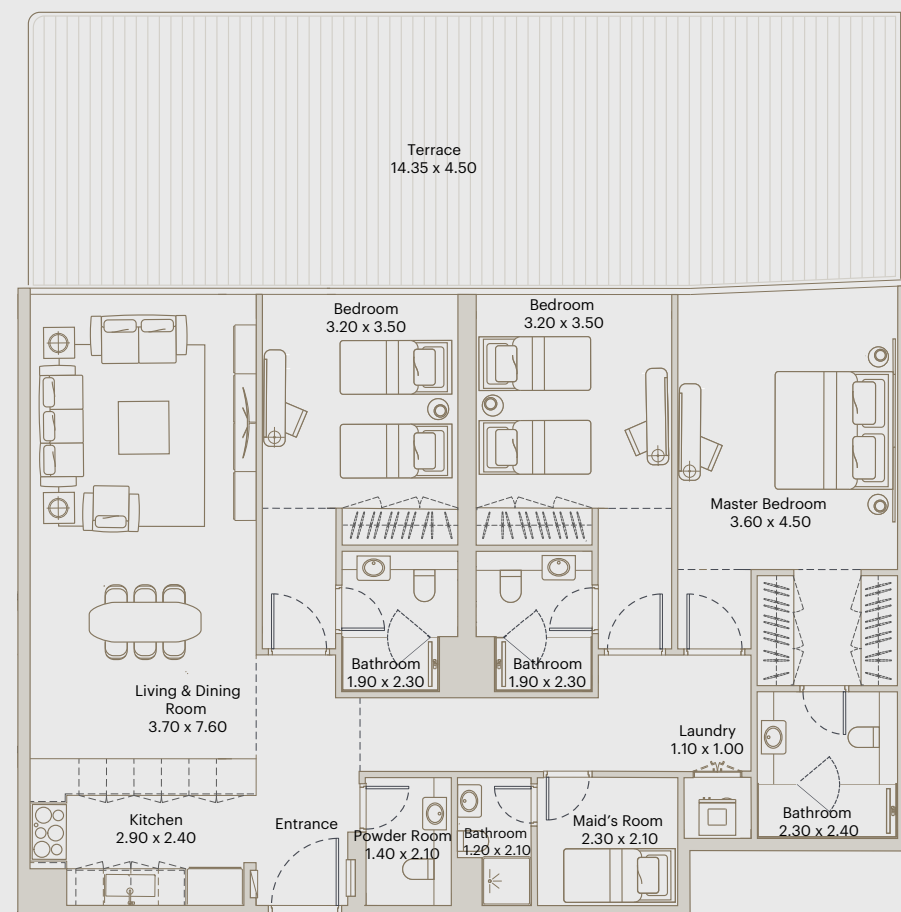 Terrace
14.35 x 4.50
Bedroom
3.20 x 3.50
Bedroom
3.20 x 3.50
Master Bedroom
3.60 x 4.50
Bathroom
1.90 x 2.30
Bathroom
1.90 x 2.30
Living & Dining
Room
3.70 x 7.60
Laundry
1.10 x 1.00
Kitchen
2.90 x 2.40
Entrance
Powder Room
1.40 x 2.10
Bathroom
1.20 x 2.10
Maid's Room
2.30 x 2.10
Bathroom
2.30 x 2.40